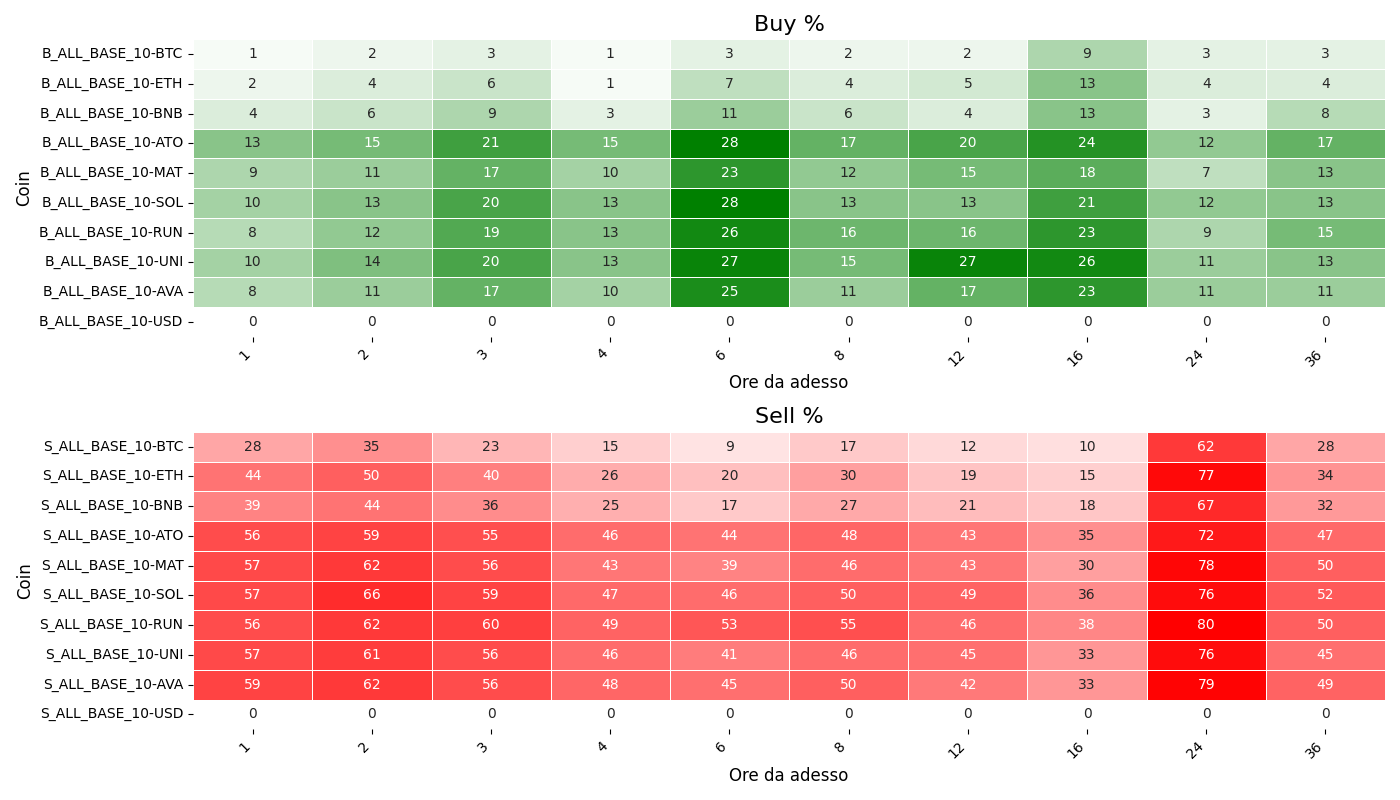 Buy %
Coin
B_ALL_BASE_10-BTC 1 2 3 1 3 2 2 9 3 3
B_ALL_BASE_10-ETH 2 4 6 1 7 4 5 13 4 4
B_ALL_BASE_10-BNB 4 6 9 3 11 6 4 13 3 8
B_ALL_BASE_10-ATO 13 15 21 15 28 17 20 24 12 17
B_ALL_BASE_10-MAT 9 11 17 10 23 12 15 18 7 13
B_ALL_BASE_10-SOL 10 13 20 13 28 13 13 21 12 13
B_ALL_BASE_10-RUN 8 12 19 13 26 16 16 23 9 15
B_ALL_BASE_10-UNI 10 14 20 13 27 15 27 26 11 13
B_ALL_BASE_10-AVA 8 11 17 10 25 11 17 23 11 11
B_ALL_BASE_10-USD 0 0 0 0 0 0 0 0 0 0
1 2 3 4 6 8 12 16 24 36
Ore da adesso
Sell %
Coin
S_ALL_BASE_10-BTC 28 35 23 15 9 17 12 10 62 28
S_ALL_BASE_10-ETH 44 50 40 26 20 30 19 15 77 34
S_ALL_BASE_10-BNB 39 44 36 25 17 27 21 18 67 32
S_ALL_BASE_10-ATO 56 59 55 46 44 48 43 35 72 47
S_ALL_BASE_10-MAT 57 62 56 43 39 46 43 30 78 50
S_ALL_BASE_10-SOL 57 66 59 47 46 50 49 36 76 52
S_ALL_BASE_10-RUN 56 62 60 49 53 55 46 38 80 50
S_ALL_BASE_10-UNI 57 61 56 46 41 46 45 33 76 45
S_ALL_BASE_10-AVA 59 62 56 48 45 50 42 33 79 49
S_ALL_BASE_10-USD 0 0 0 0 0 0 0 0 0 0
1 2 3 4 6 8 12 16 24 36
Ore da adesso